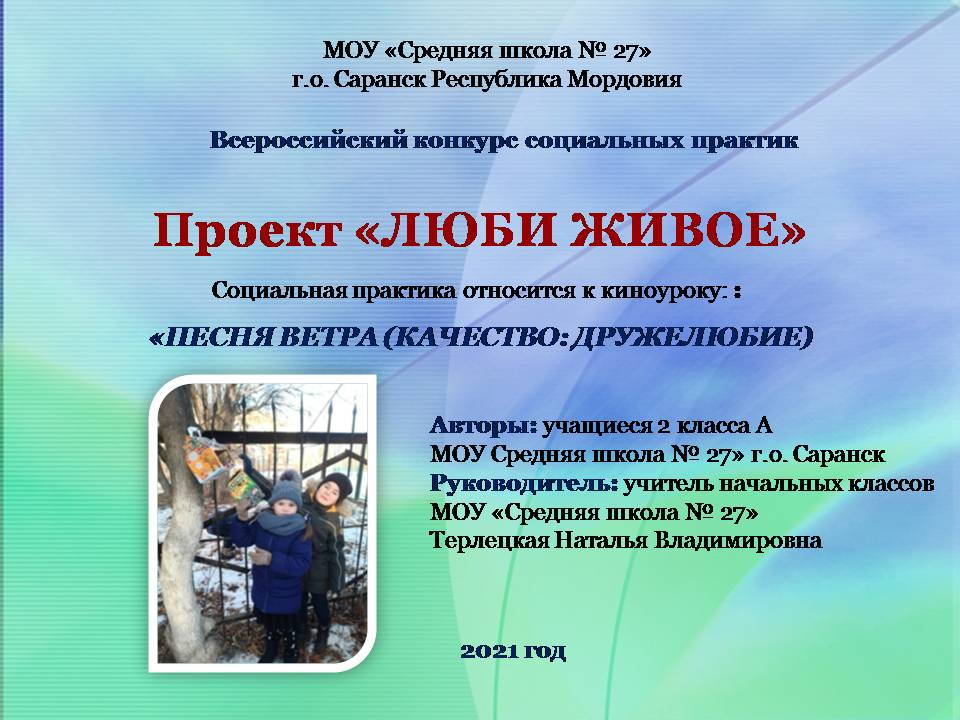 МОУ «Средняя школа № 27»
г.о. Саранск Республика Мордовия
Всероссийский конкурс социальных практик
Проект «ЛЮБИ ЖИВОЕ»
Социальная практика относится к киноуроку: :
«ПЕСНЯ ВЕТРА (КАЧЕСТВО: ДРУЖЕЛЮБИЕ)
Авторы: учащиеся 2 класса А
МОУ Средняя школа № 27» г.о. Саранск
Руководитель: учитель начальных классов
МОУ «Средняя школа № 27»
Терлецкая Наталья Владимировна
2021 год